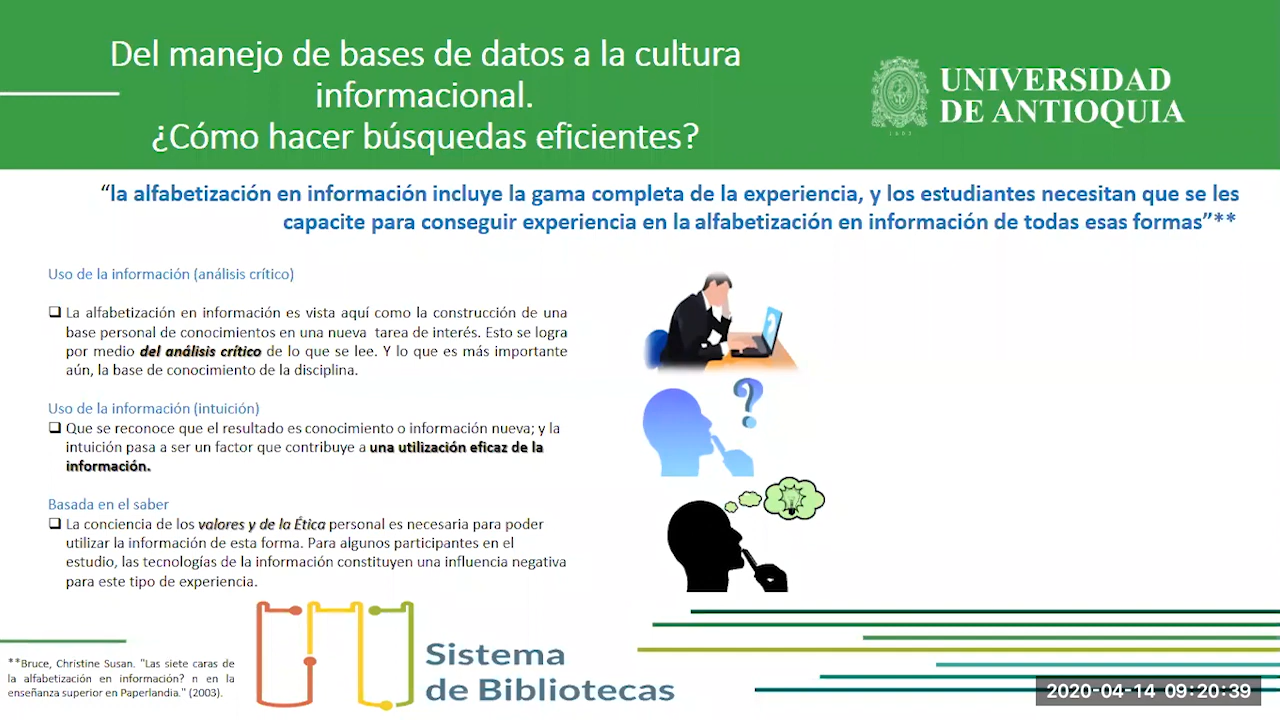 Del manejo de bases de datos a la cultura
informacional.
¿Cómo hacer búsquedas eficientes?
UNIVERSIDAD
DE ANTIOQUIA
1803
“la alfabetización en información incluye la gama completa de la experiencia, y los estudiantes necesitan que se les
capacite para conseguir experiencia en la alfabetización en información de todas esas formas”**
Uso de la información (análisis crítico)
❑ La alfabetización en información es vista aquí como la construcción de una
base personal de conocimientos en una nueva tarea de interés. Esto se logra
por medio del análisis crítico de lo que se lee. Y lo que es más importante
aún, la base de conocimiento de la disciplina.
Uso de la información (intuición)
❑ Que se reconoce que el resultado es conocimiento o información nueva; y la
intuición pasa a ser un factor que contribuye a una utilización eficaz de la
información.
Basada en el saber
❑ La conciencia de los valores y de la Ética personal es necesaria para poder
utilizar la información de esta forma. Para algunos participantes en el
estudio, las tecnologías de la información constituyen una influencia negativa
para este tipo de experiencia.
**Bruce, Christine Susan. "Las siete caras de
la alfabetización en información? n en la
enseñanza superior en Paperlandia." (2003).
Sistema
de Bibliotecas
2020-04-14 09:20:39